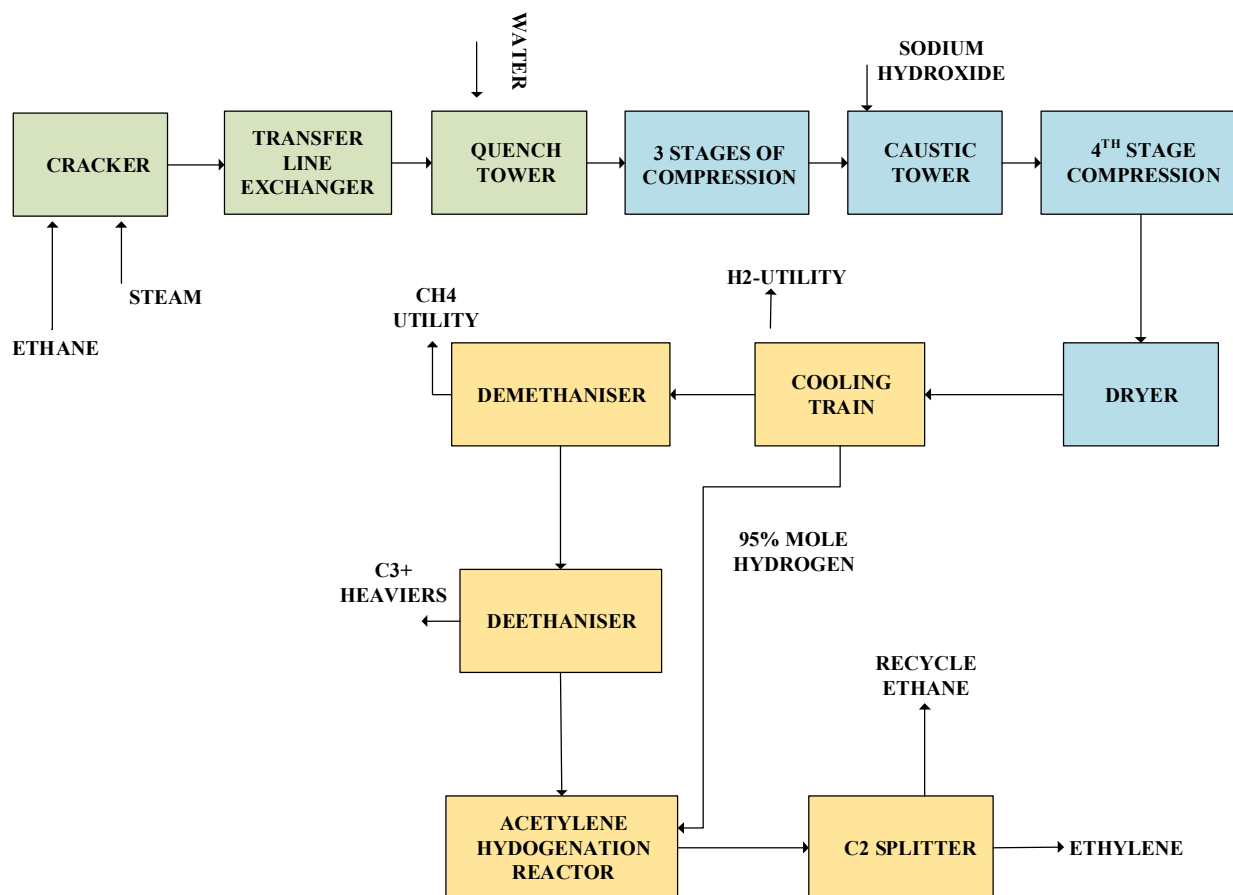 WATER
SODIUM
HYDROXIDE
CRACKER
TRANSFER
LINE
EXCHANGER
QUENCH
TOWER
3 STAGES OF
COMPRESSION
CAUSTIC
TOWER
4TH STAGE
COMPRESSION
ETHANE
STEAM
CH4
UTILITY
H2-UTILITY
DEMETHANISER
COOLING
TRAIN
DRYER
95% MOLE
HYDROGEN
C3+
HEAVIERS
DEETHANISER
RECYCLE
ETHANE
ACETYLENE
HYDOGENATION
REACTOR
C2 SPLITTER
ETHYLENE